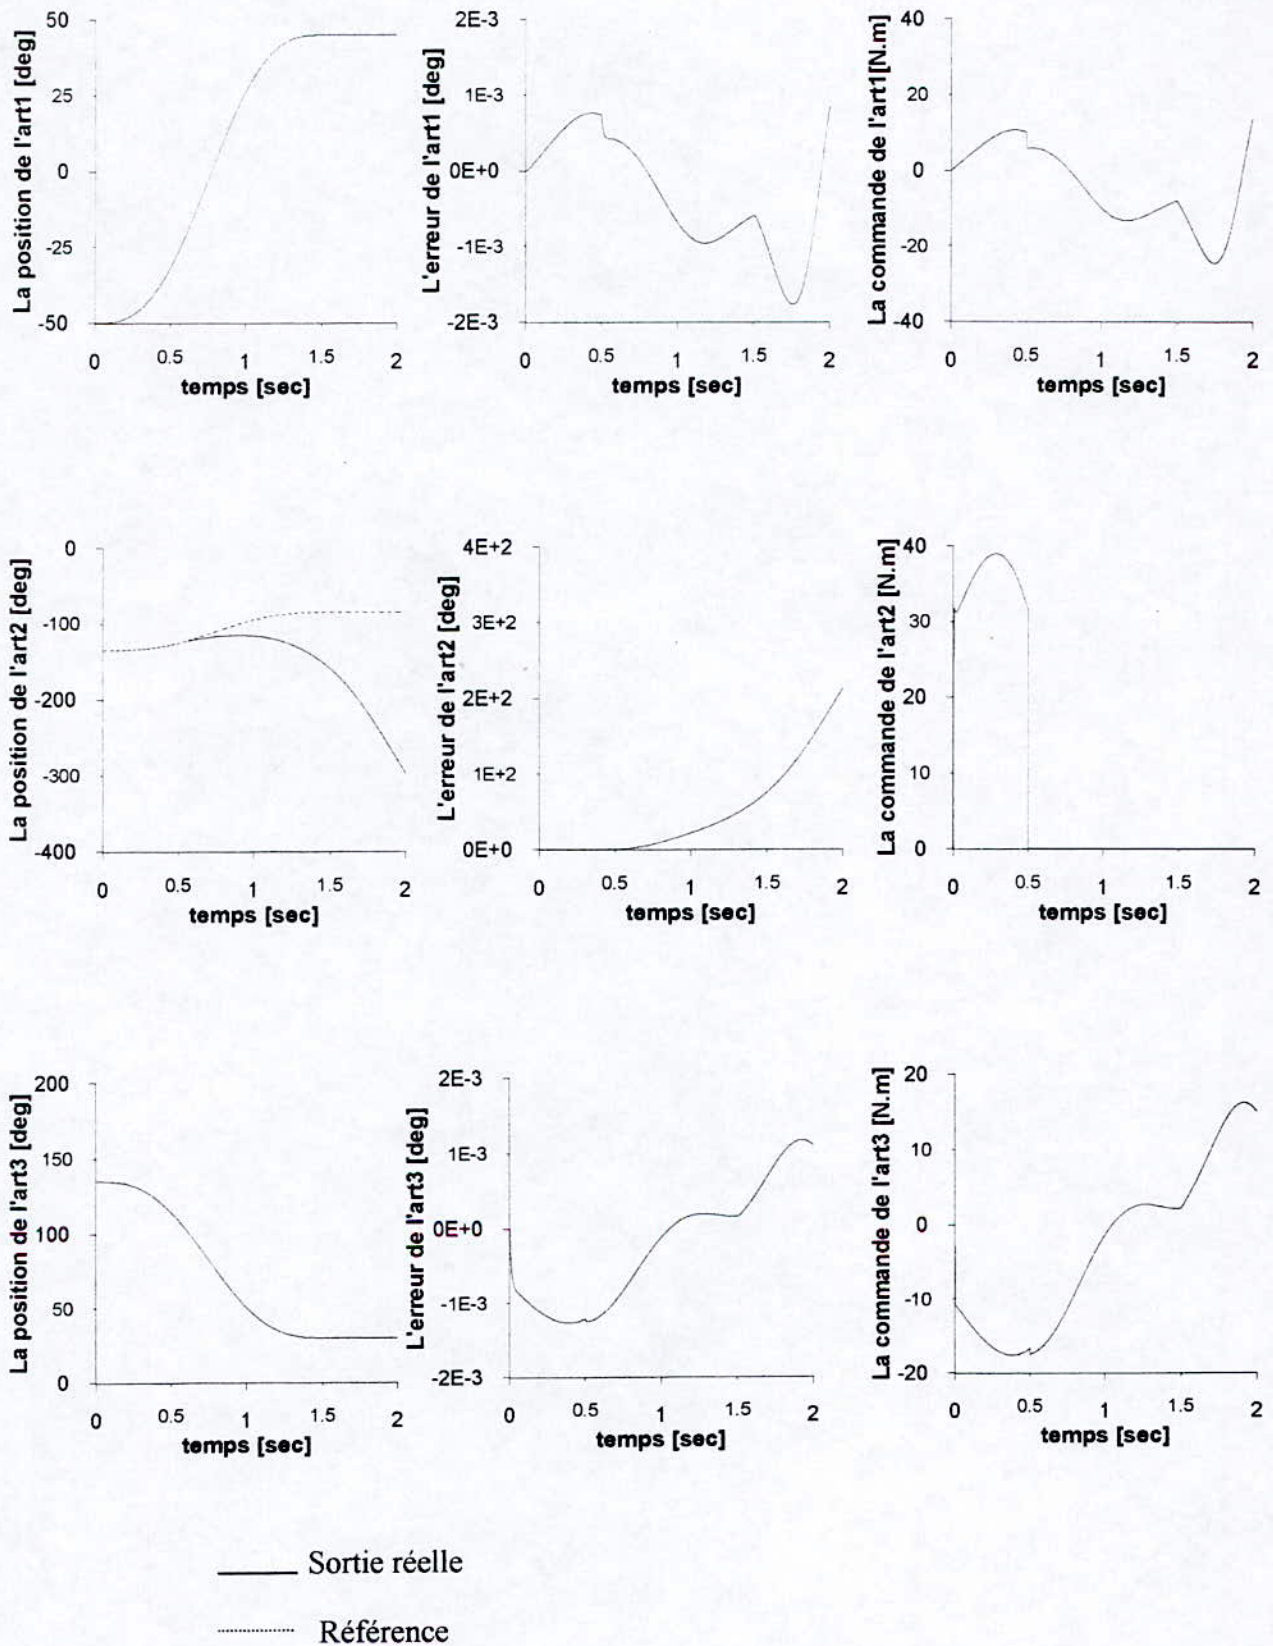 La position de l'art1 [deg]
50
25
0
-25
-50
0 0.5 1 1.5 2
temps [sec]
L'erreur de l'art1 [deg]
2E-3
1E-3
0E+0
-1E-3
-2E-3
0 0.5 1 1.5 2
temps [sec]
La commande de l'art1[N.m]
40
20
0
-20
-40
0 0.5 1 1.5 2
temps [sec]
La position de l'art2 [deg]
0
-100
-200
-300
-400
0 0.5 1 1.5 2
temps [sec]
L'erreur de l'art2 [deg]
4E+2
3E+2
2E+2
1E+2
0E+0
0 0.5 1 1.5 2
temps [sec]
La commande de l'art2 [N.m]
40
30
20
10
0
0 0.5 1 1.5 2
temps [sec]
La position de l'art3 [deg]
200
150
100
50
0
0 0.5 1 1.5 2
temps [sec]
L'erreur de l'art3 [deg]
2E-3
1E-3
0E+0
-1E-3
-2E-3
0 0.5 1 1.5 2
temps [sec]
La commande de l'art3 [N.m]
20
10
0
-10
-20
0 0.5 1 1.5 2
temps [sec]
Sortie réelle
Référence